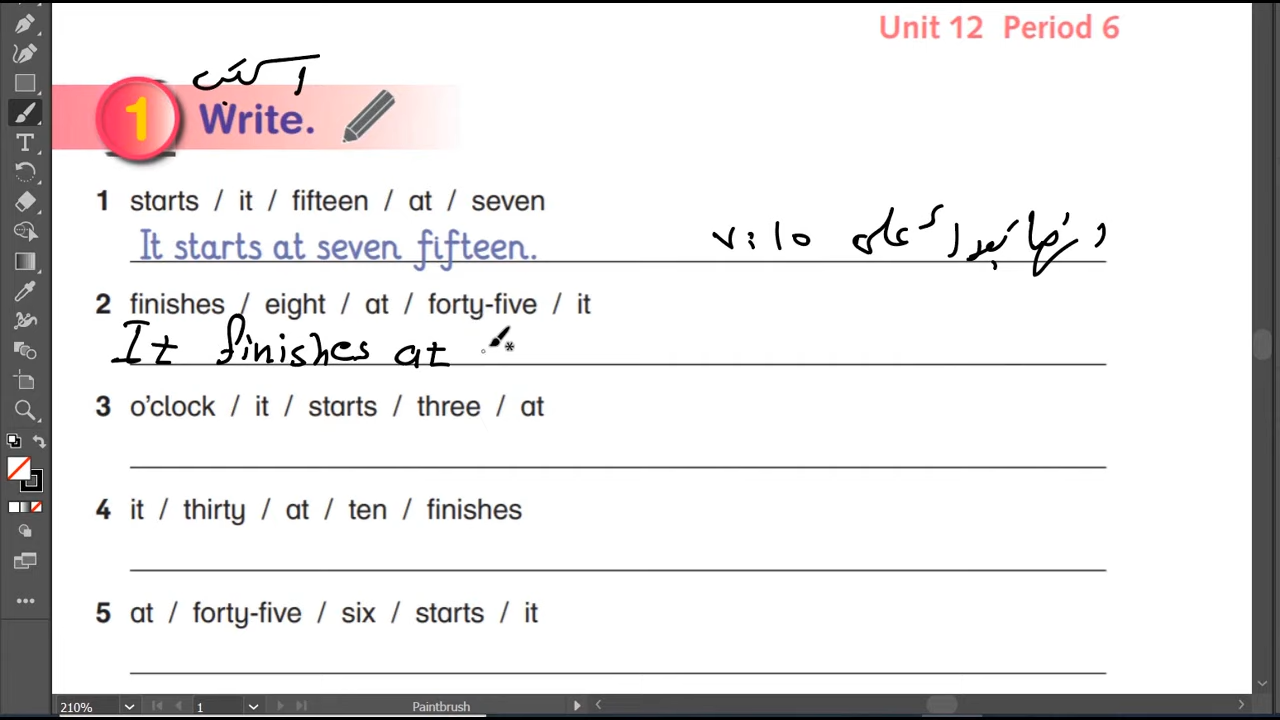 Unit 12 Period 6
اكتب
1 Write.
1 starts / it / fifteen / at / seven
It starts at seven fifteen.
على ٧:١٥
2 finishes / eight / at / forty-five / it
It finishes at
3 o'clock / it / starts / three / at
4 it / thirty / at / ten / finishes
5 at / forty-five / six / starts / it
210%
1
Paintbrush